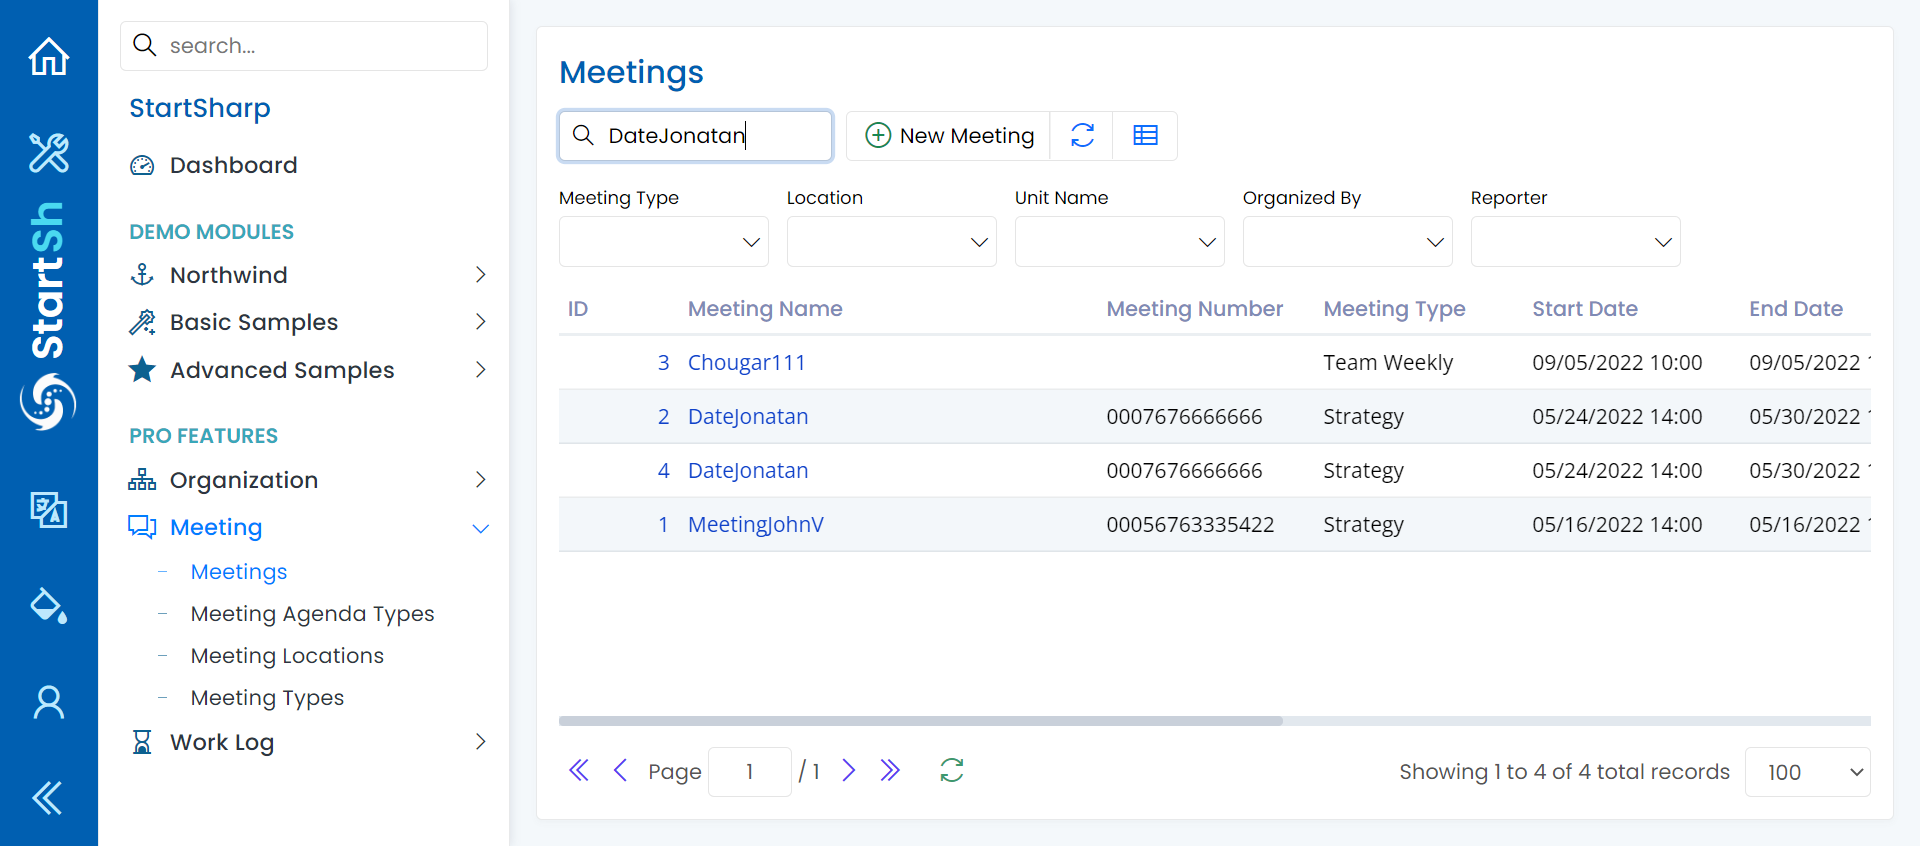 search...
StartSharp
Dashboard
DEMO MODULES
Northwind
Basic Samples
Advanced Samples
PRO FEATURES
Organization
Meeting
Meetings
Meeting Agenda Types
Meeting Locations
Meeting Types
Work Log
StartSh
Meetings
DateJonatan
New Meeting
Meeting Type Location Unit Name Organized By Reporter
ID Meeting Name Meeting Number Meeting Type Start Date End Date
3 Chougar111 Team Weekly 09/05/2022 10:00 09/05/2022
2 DateJonatan 0007676666666 Strategy 05/24/2022 14:00 05/30/2022
4 DateJonatan 0007676666666 Strategy 05/24/2022 14:00 05/30/2022
1 MeetingJohnV 00056763335422 Strategy 05/16/2022 14:00 05/16/2022
Page 1 / 1
Showing 1 to 4 of 4 total records 100